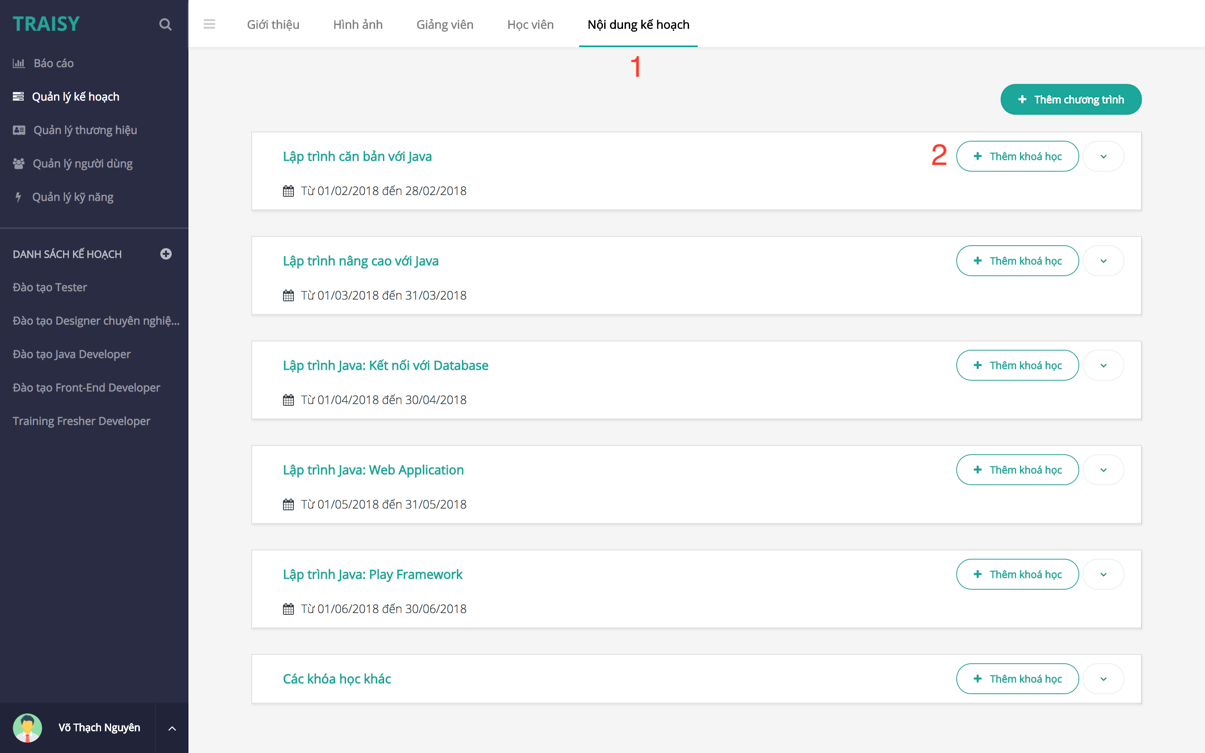 TRAISY
Báo cáo
Quản lý kế hoạch
Quản lý thương hiệu
Quản lý người dùng
Quản lý kỹ năng
DANH SÁCH KẾ HOẠCH
Đào tạo Tester
Đào tạo Designer chuyên nghiệ...
Đào tạo Java Developer
Đào tạo Front-End Developer
Training Fresher Developer
Võ Thạch Nguyên
Giới thiệu Hình ảnh Giảng viên Học viên Nội dung kế hoạch
1
Thêm chương trình
Lập trình căn bản với Java 2 Thêm khoá học
Từ 01/02/2018 đến 28/02/2018
Lập trình nâng cao với Java Thêm khoá học
Từ 01/03/2018 đến 31/03/2018
Lập trình Java: Kết nối với Database Thêm khoá học
Từ 01/04/2018 đến 30/04/2018
Lập trình Java: Web Application Thêm khoá học
Từ 01/05/2018 đến 31/05/2018
Lập trình Java: Play Framework Thêm khoá học
Từ 01/06/2018 đến 30/06/2018
Các khóa học khác Thêm khoá học